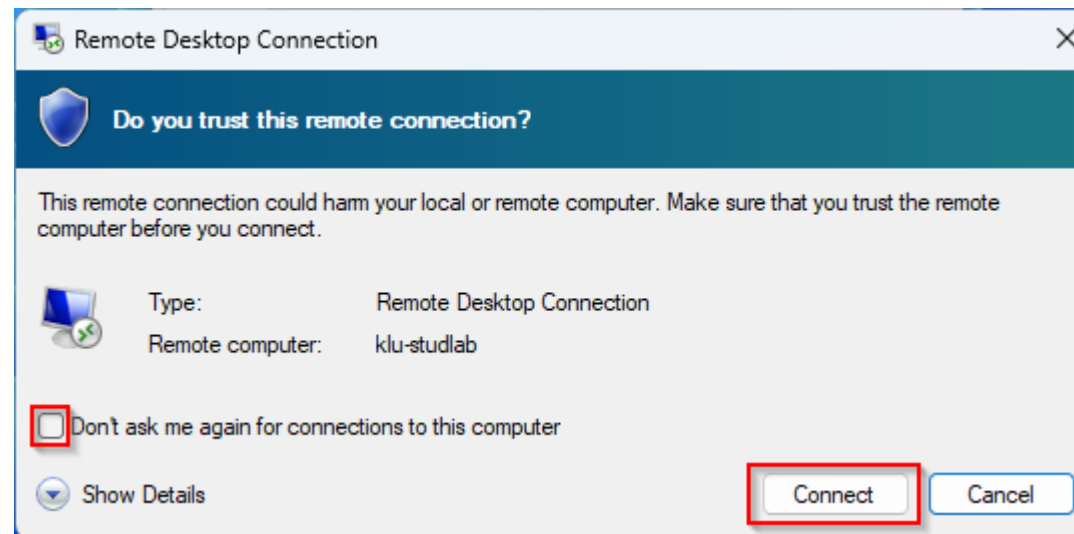 Remote Desktop Connection
Do you trust this remote connection?
This remote connection could harm your local or remote computer. Make sure that you trust the remote
computer before you connect.
Type: Remote Desktop Connection
Remote computer: klu-studlab
Don't ask me again for connections to this computer
Show Details Connect Cancel